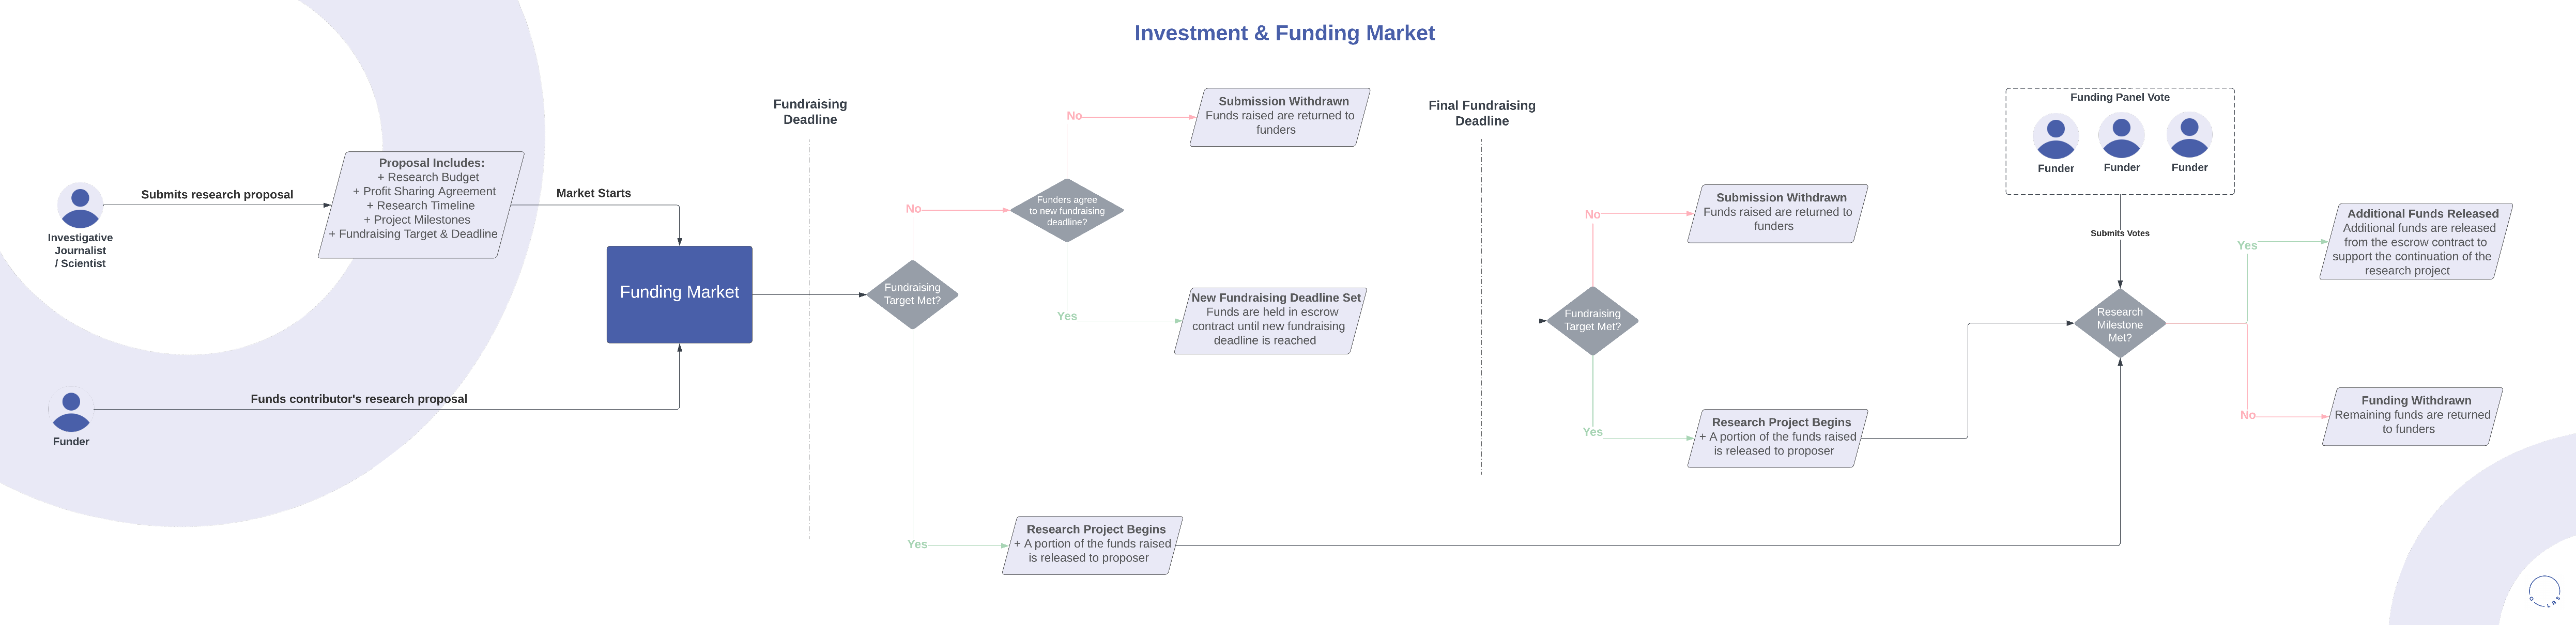 Investment & Funding Market
Submits research proposal
Investigative
Journalist
/ Scientist
Proposal Includes:
+ Research Budget
+ Profit Sharing Agreement
+ Research Timeline
+ Project Milestones
+ Fundraising Target & Deadline
Market Starts
Funding Market
Funds contributor's research proposal
Funder
Fundraising
Deadline
Fundraising
Target Met?
No
Funders agree
to new fundraising
deadline?
No
Submission Withdrawn
Funds raised are returned to
funders
Yes
New Fundraising Deadline Set
Funds are held in escrow
contract until new fundraising
deadline is reached
Yes
Research Project Begins
+ A portion of the funds raised
is released to proposer
Final Fundraising
Deadline
Fundraising
Target Met?
No
Submission Withdrawn
Funds raised are returned to
funders
Yes
Research Project Begins
+ A portion of the funds raised
is released to proposer
Funding Panel Vote
Funder
Funder
Funder
Submits Votes
Research
Milestone
Met?
Yes
Additional Funds Released
Additional funds are released
from the escrow contract to
support the continuation of the
research project
No
Funding Withdrawn
Remaining funds are returned
to funders